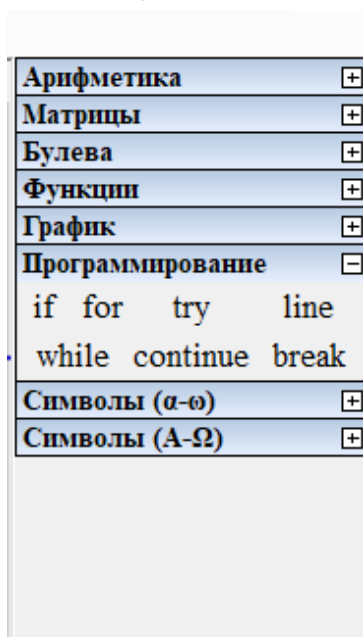 Арифметика
Матрицы
Булева
Функции
График
Программирование
if for try line
while continue break
Символы (α-ω)
Символы (Α-Ω)